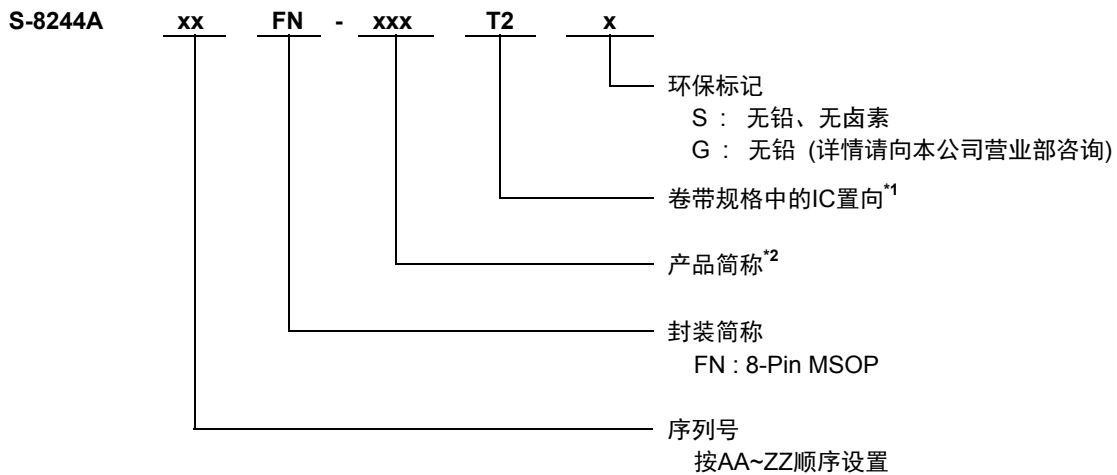 S-8244A xx FN - xxx T2 x
环保标记
S : 无铅、无卤素
G : 无铅 (详情请向本公司营业部咨询)
卷带规格中的IC置向*1
产品简称*2
封装简称
FN : 8-Pin MSOP
序列号
按AA~ZZ顺序设置